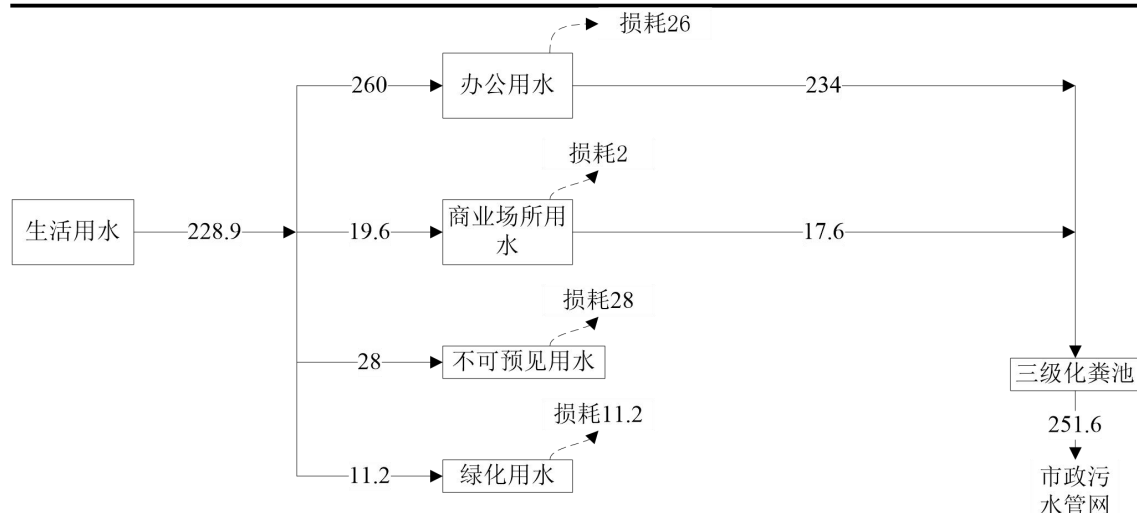 损耗26
260
办公用水
234
损耗2
生活用水
228.9
19.6
商业场所用
水
17.6
损耗28
28
不可预见用水
三级化粪池
损耗11.2
251.6
11.2
绿化用水
市政污
水管网